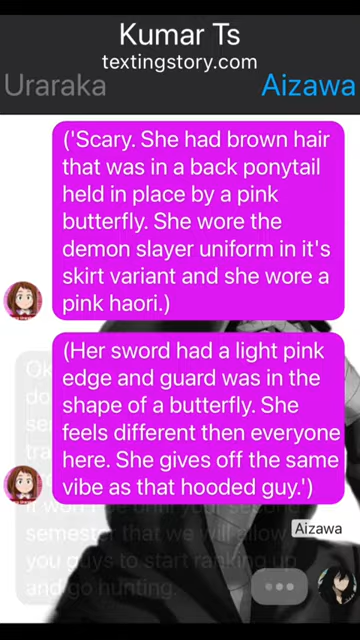 Kumar Ts
textingstory.com
Uraraka
Aizawa
('Scary. She had brown hair
that was in a back ponytail
held in place by a pink
butterfly. She wore the
demon slayer uniform in it's
skirt variant and she wore a
pink haori.)
(Her sword had a light pink
edge and guard was in the
shape of a butterfly. She
feels different then everyone
here. She gives off the same
vibe as that hooded guy.')
Aizawa
semester that we will allow
you guys to start ranking up
and go hunting.